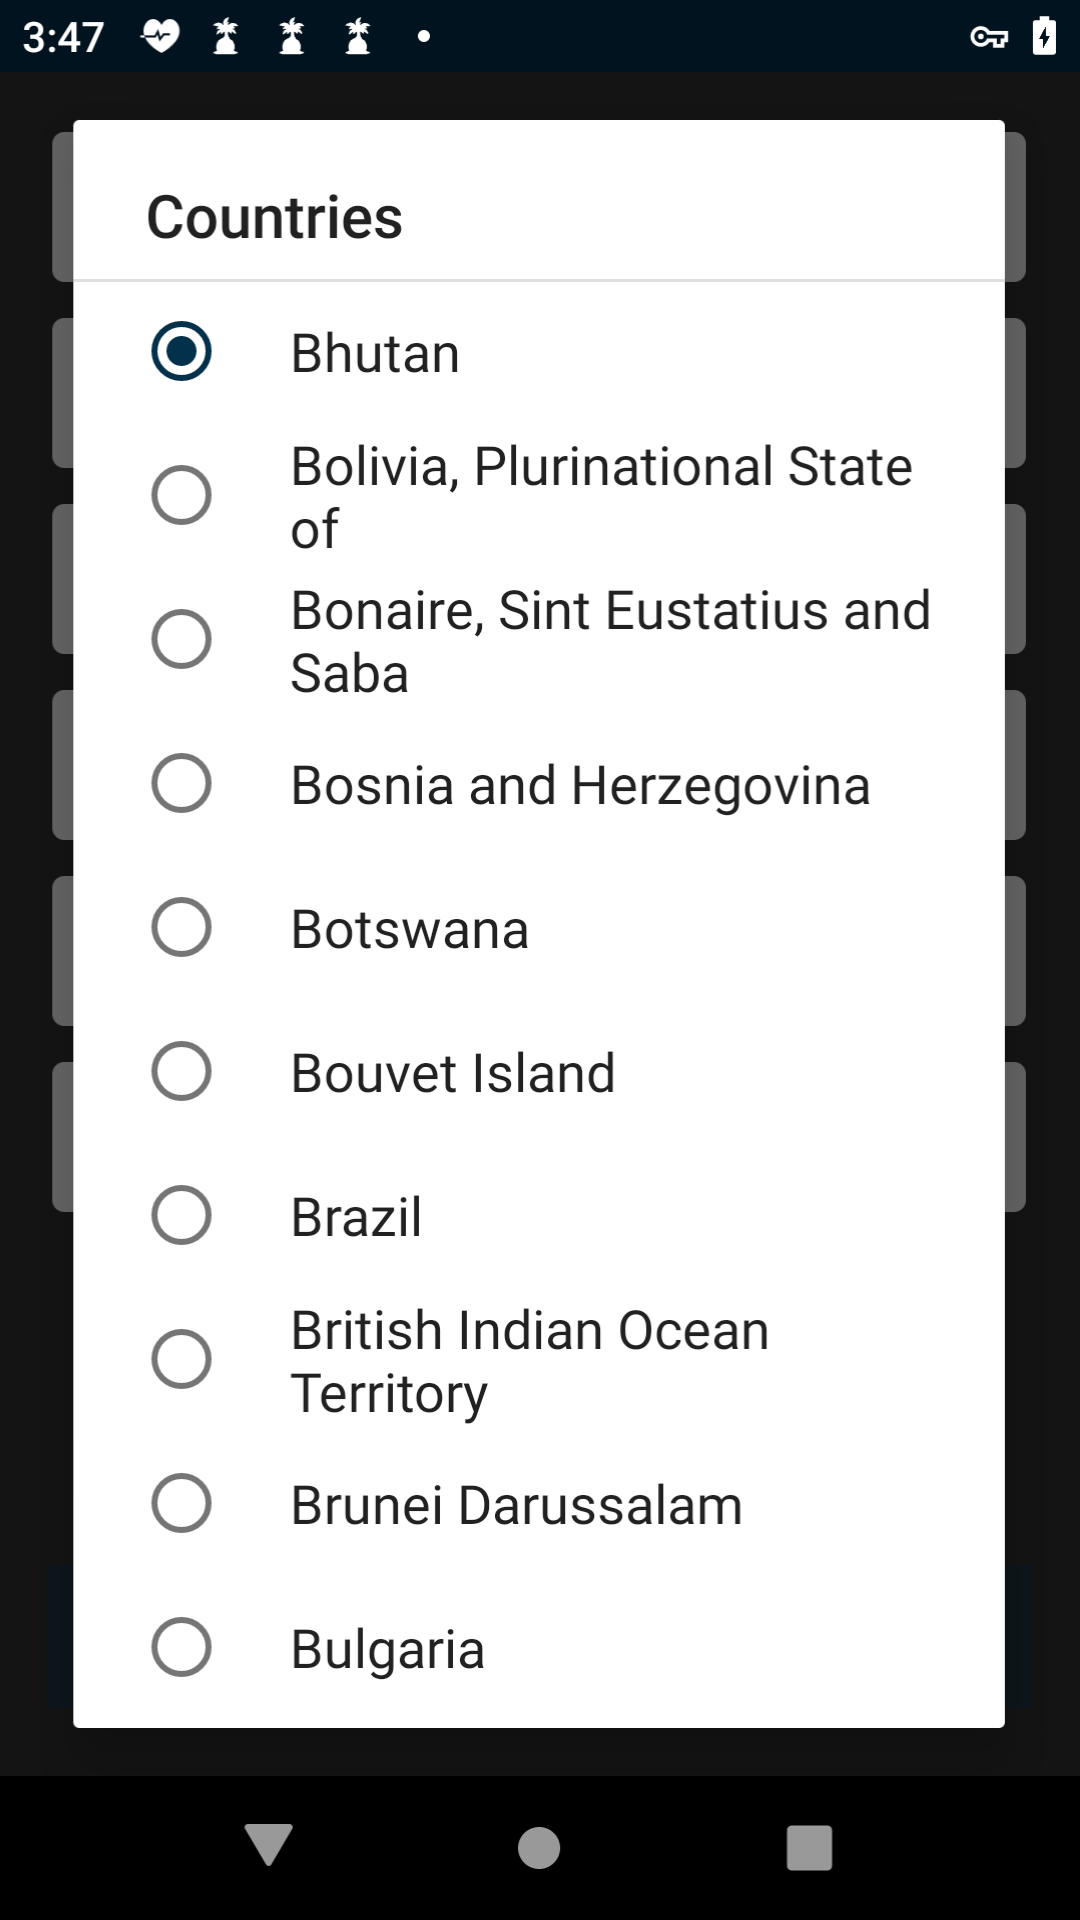 3:47
Countries
Bhutan
Bolivia, Plurinational State
of
Bonaire, Sint Eustatius and
Saba
Bosnia and Herzegovina
Botswana
Bouvet Island
Brazil
British Indian Ocean
Territory
Brunei Darussalam
Bulgaria